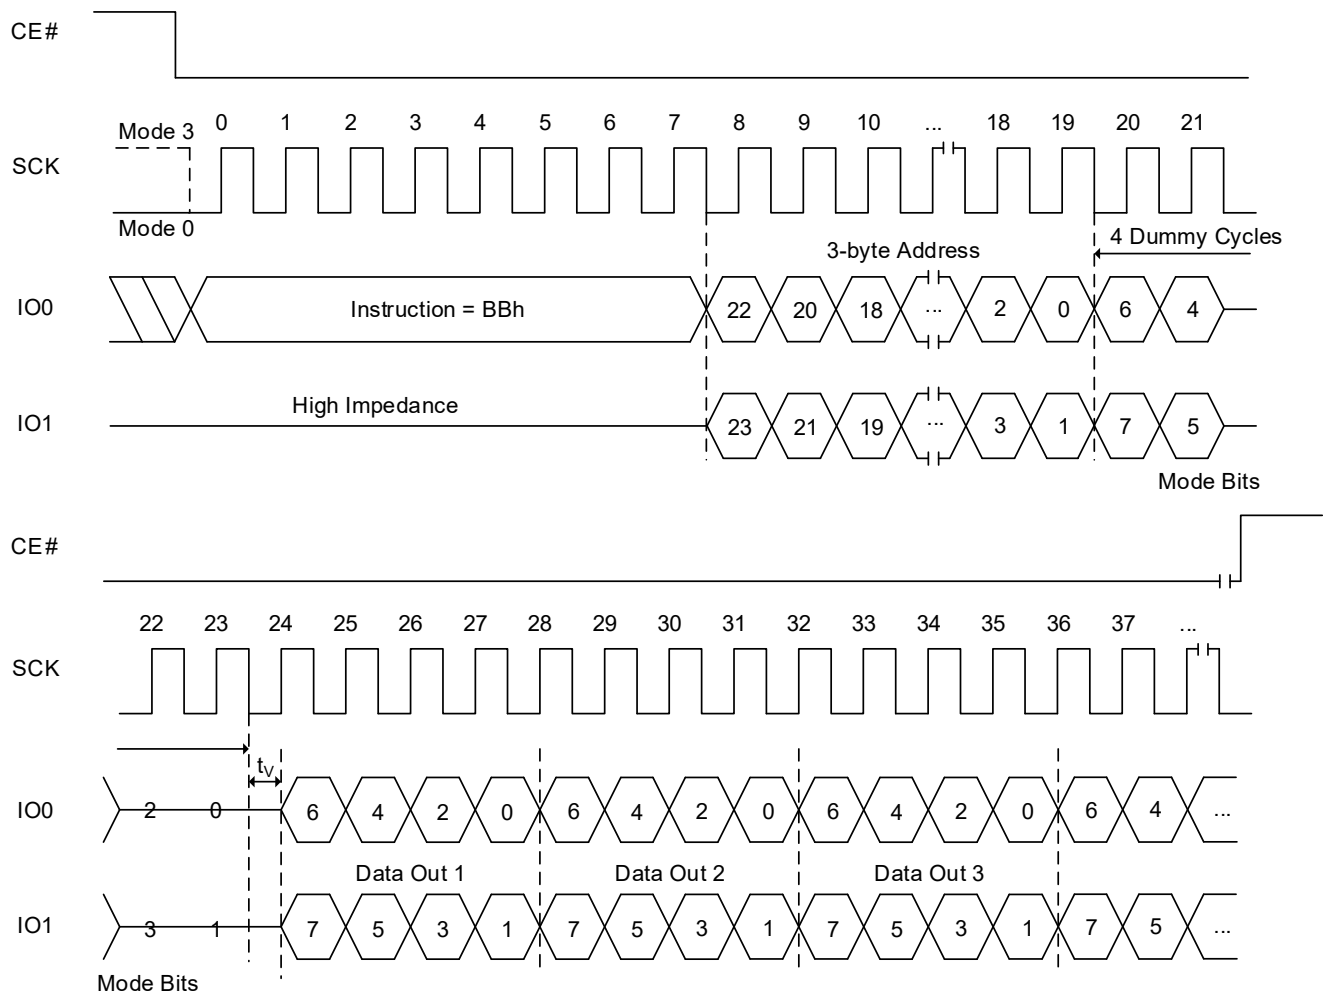 CE#
0 1 2 3 4 5 6 7 8 9 10 ... 18 19 20 21
Mode 3
SCK
Mode 0
3-byte Address
4 Dummy Cycles
IO0
Instruction = BBh
22 20 18 ... 2 0 6 4
High Impedance
IO1
23 21 19 ... 3 1 7 5
Mode Bits
CE#
22 23 24 25 26 27 28 29 30 31 32 33 34 35 36 37 ...
SCK
tV
IO0
2 0 6 4 2 0 6 4 2 0 6 4 2 0 6 4 ...
Data Out 1 Data Out 2 Data Out 3
IO1
3 1 7 5 3 1 7 5 3 1 7 5 3 1 7 5 ...
Mode Bits